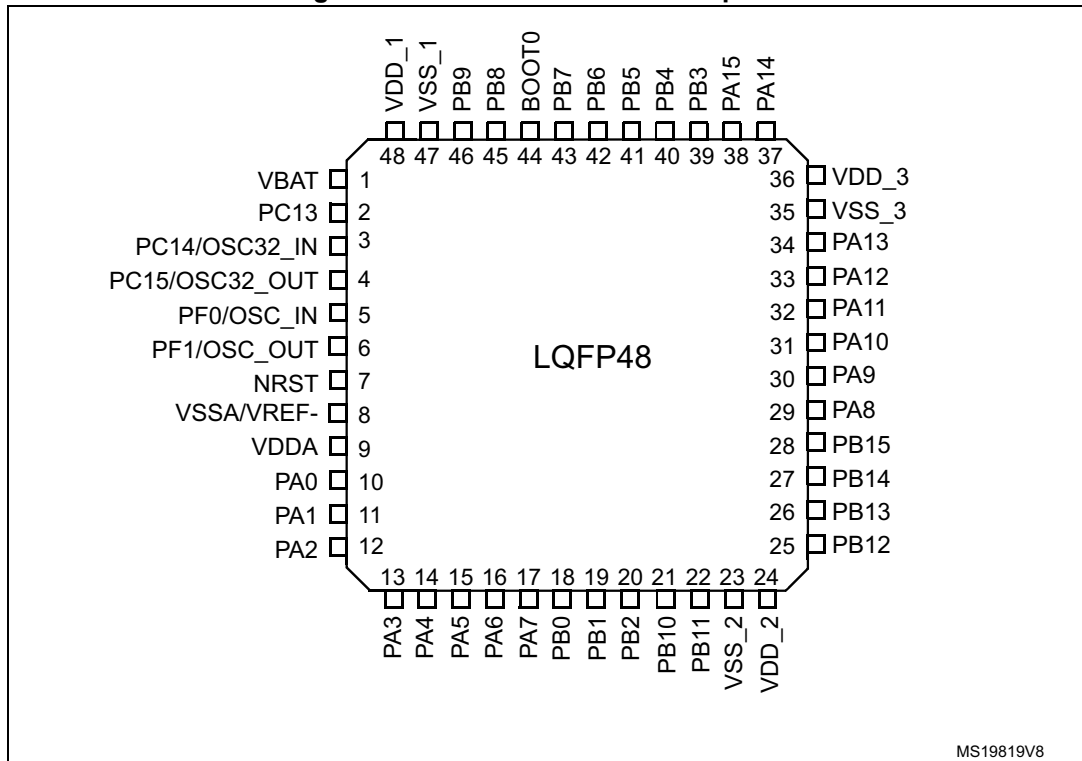 VDD_1
VSS_1
PB9
PB8
BOOT0
PB7
PB6
PB5
PB4
PB3
PA15
PA14
48 47 46 45 44 43 42 41 40 39 38 37
VBAT 1
PC13 2
PC14/OSC32_IN 3
PC15/OSC32_OUT 4
PF0/OSC_IN 5
PF1/OSC_OUT 6
NRST 7
VSSA/VREF- 8
VDDA 9
PA0 10
PA1 11
PA2 12
LQFP48
36 VDD_3
35 VSS_3
34 PA13
33 PA12
32 PA11
31 PA10
30 PA9
29 PA8
28 PB15
27 PB14
26 PB13
25 PB12
13 14 15 16 17 18 19 20 21 22 23 24
PA3
PA4
PA5
PA6
PA7
PB0
PB1
PB2
PB10
PB11
VSS_2
VDD_2
MS19819V8